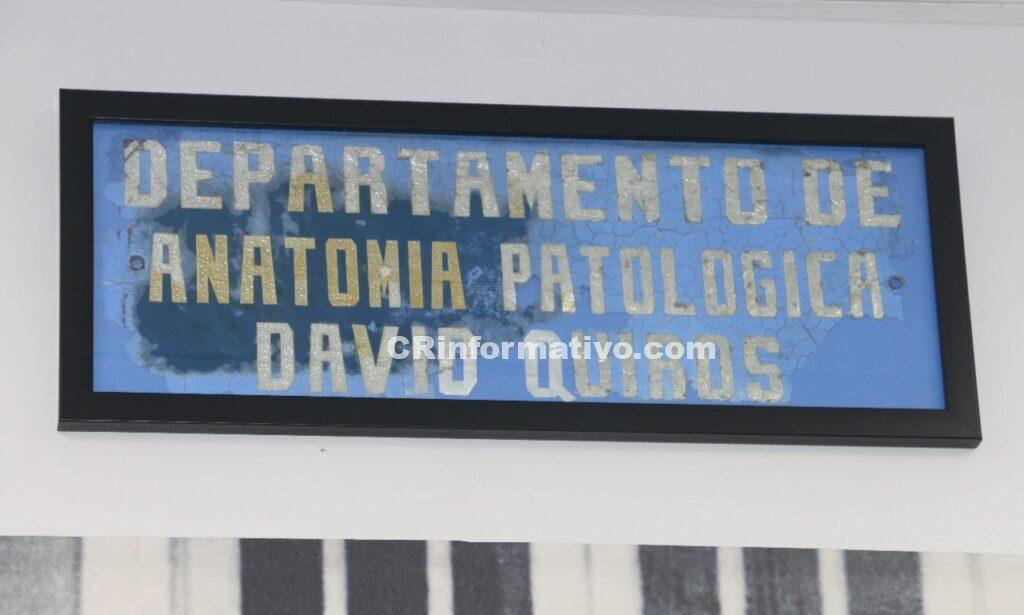 DEPARTAMENTO DE
ANATOMIA PATOLOGICA
DAVID QUIROS
CRinformativo.com